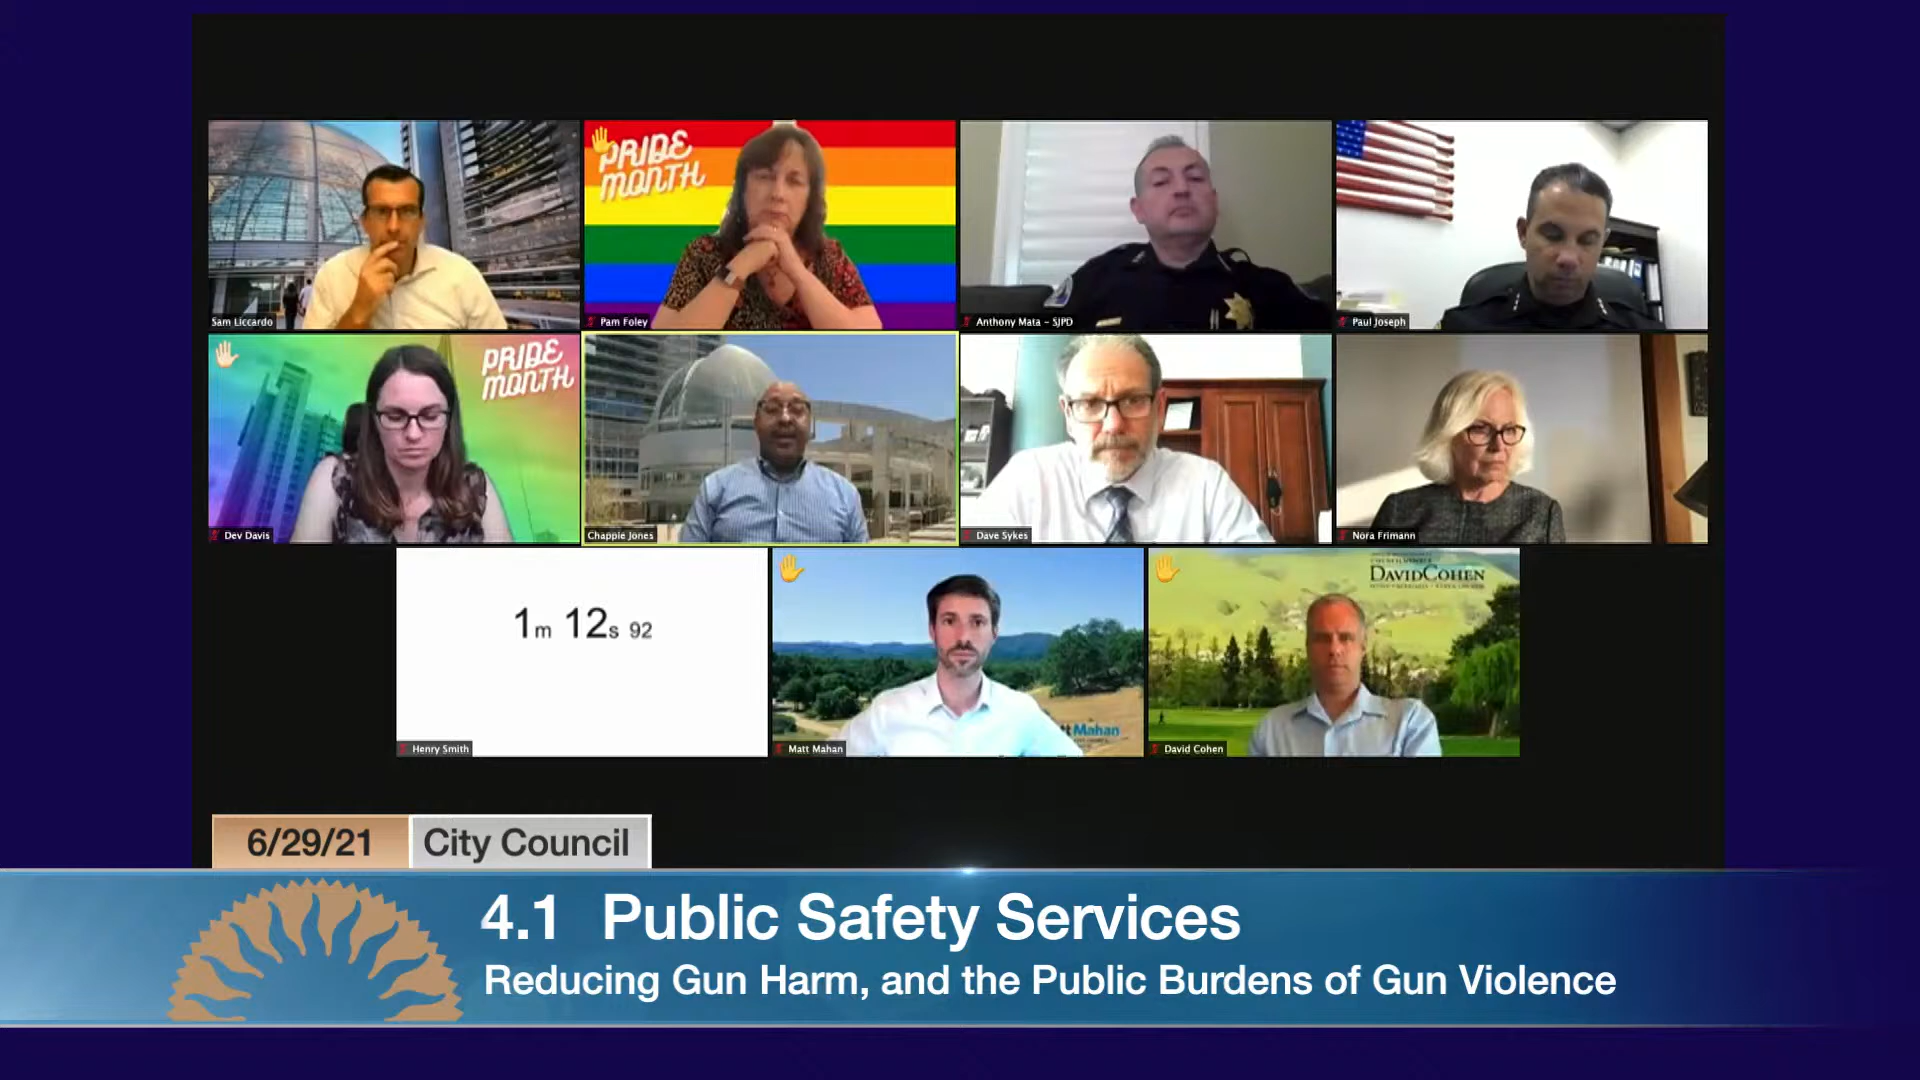 PRIDE
MONTH
Sam Liccardo
Pam Foley
Anthony Mata – SJPD
Paul Joseph
PRIDE
MONTH
Dev Davis
Chappie Jones
Dave Sykes
Nora Frimann
1m 12s 92
Henry Smith
tt Mahan
Matt Mahan
DAVID COHEN
David Cohen
6/29/21 City Council
4.1 Public Safety Services
Reducing Gun Harm, and the Public Burdens of Gun Violence